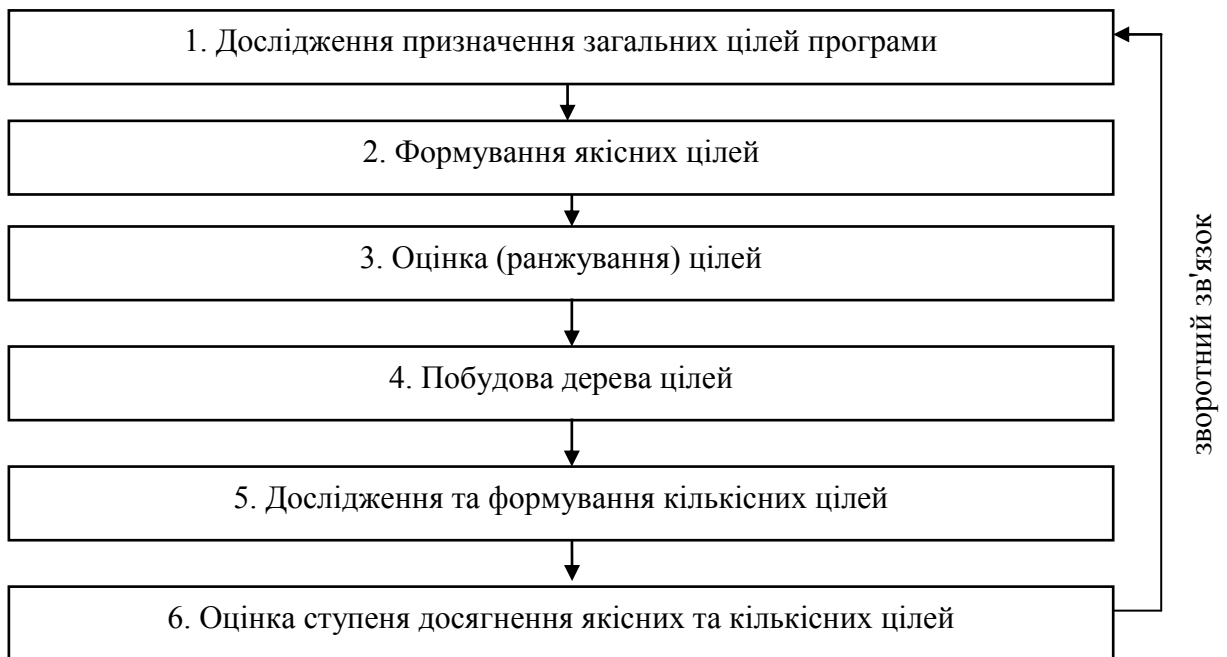 1. Дослідження призначення загальних цілей програми
2. Формування якісних цілей
3. Оцінка (ранжування) цілей
4. Побудова дерева цілей
5. Дослідження та формування кількісних цілей
6. Оцінка ступеня досягнення якісних та кількісних цілей
зворотний зв'язок